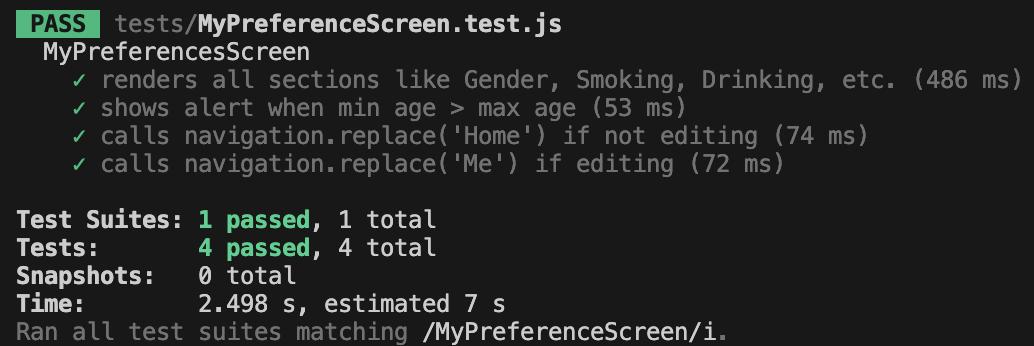 PASS tests/MyPreferenceScreen.test.js
MyPreferencesScreen
✓ renders all sections like Gender, Smoking, Drinking, etc. (486 ms)
✓ shows alert when min age > max age (53 ms)
✓ calls navigation.replace('Home') if not editing (74 ms)
✓ calls navigation.replace('Me') if editing (72 ms)
Test Suites: 1 passed, 1 total
Tests: 4 passed, 4 total
Snapshots: 0 total
Time: 2.498 s, estimated 7 s
Ran all test suites matching /MyPreferenceScreen/i.